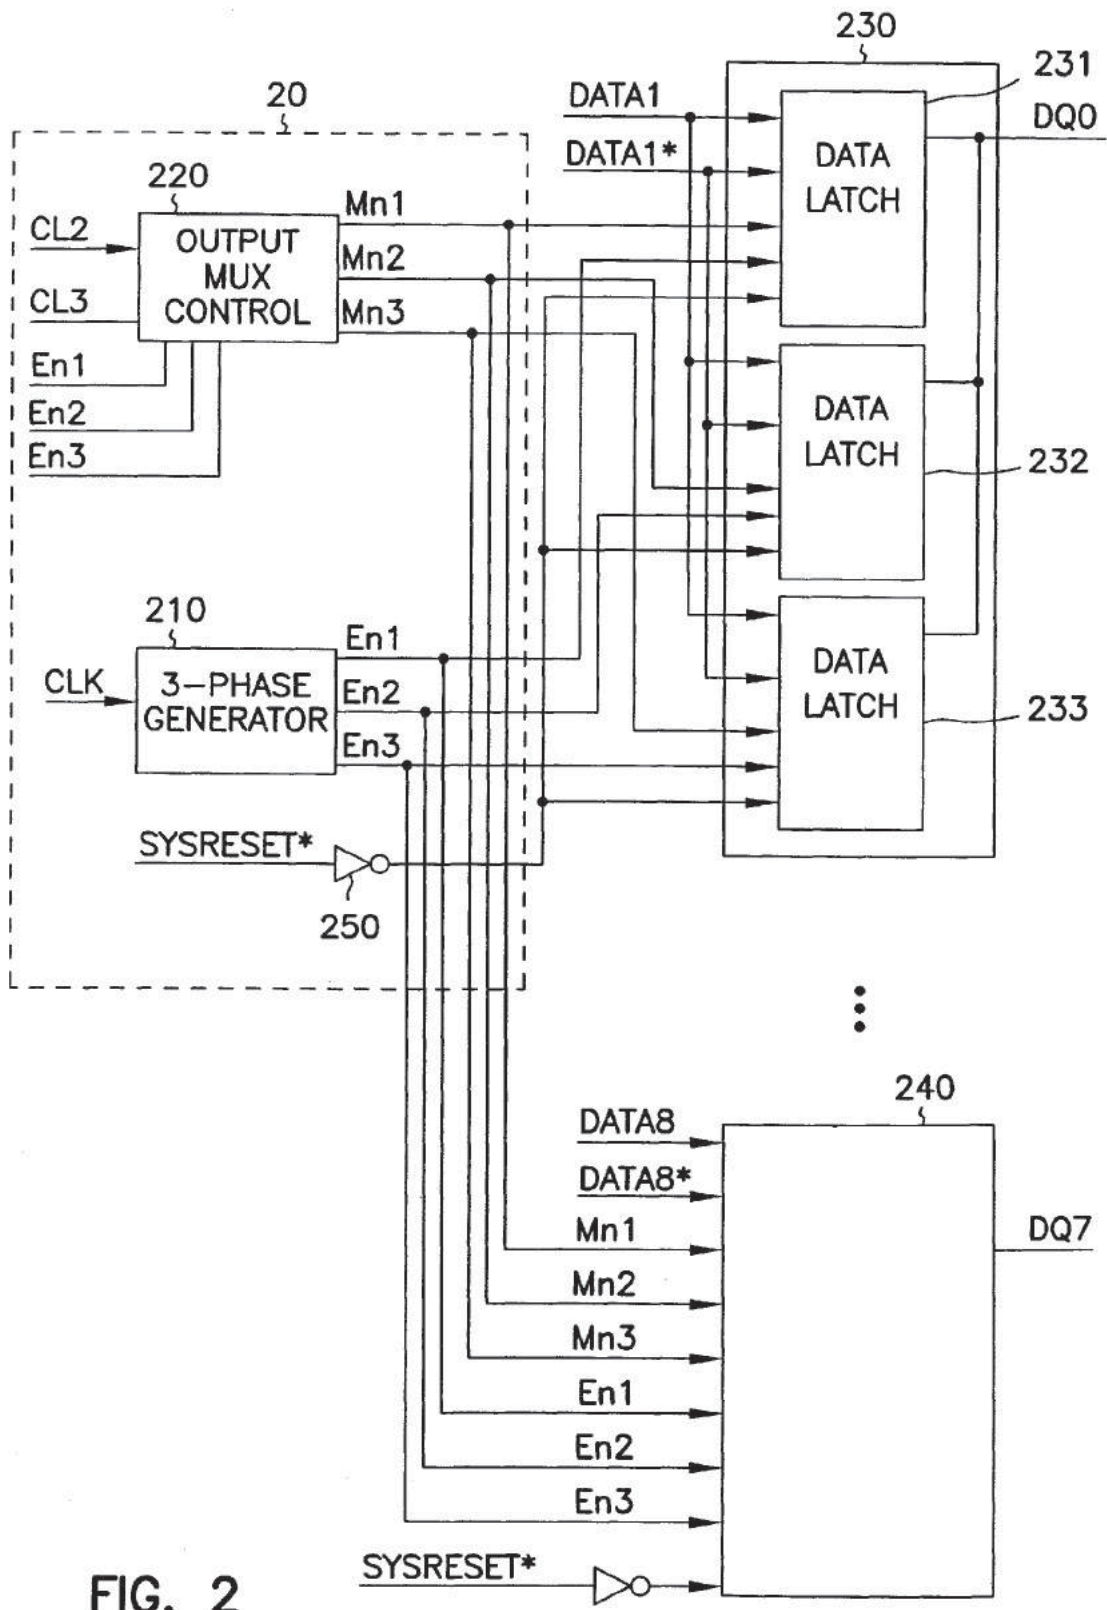 230
231
DQ0
20
DATA1
DATA1*
DATA
LATCH
220
CL2
CL3
OUTPUT
MUX
CONTROL
Mn1
Mn2
Mn3
En1
En2
En3
DATA
LATCH
232
210
CLK
3-PHASE
GENERATOR
En1
En2
En3
DATA
LATCH
233
SYSRESET*
250
240
DATA8
DATA8*
Mn1
Mn2
Mn3
En1
En2
En3
DQ7
SYSRESET*
FIG. 2